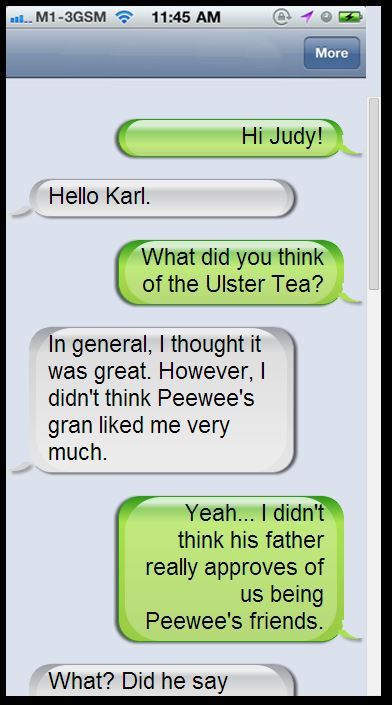 M1-3GSM 11:45 AM
More
Hi Judy!
Hello Karl.
What did you think
of the Ulster Tea?
In general, I thought it
was great. However, I
didn't think Peewee's
gran liked me very
much.
Yeah... I didn't
think his father
really approves of
us being
Peewee's friends.
What? Did he say